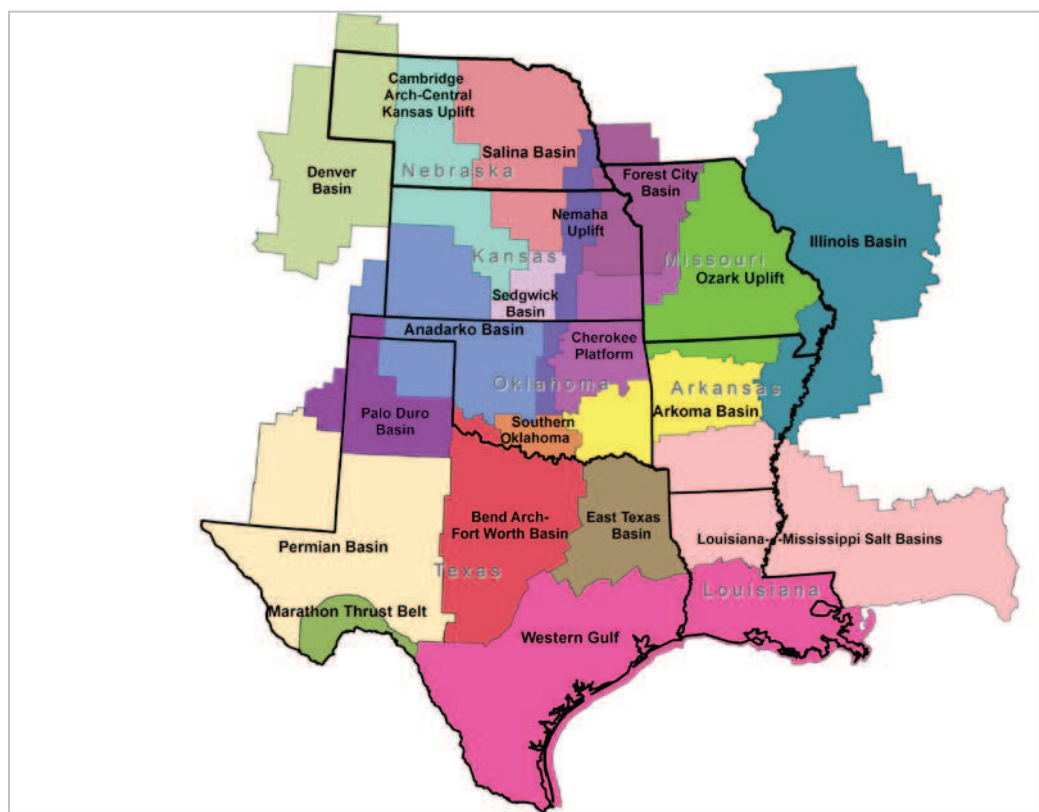 Cambridge
Arch-Central
Kansas Uplift
Salina Basin
Denver
Basin
Nebraska
Forest City
Basin
Nemaha
Uplift
Illinois Basin
Kansas
Missouri
Ozark Uplift
Sedgwick
Basin
Anadarko Basin
Cherokee
Platform
Oklahoma
Arkansas
Palo Duro
Basin
Arkoma Basin
Southern
Oklahoma
Bend Arch-
Fort Worth Basin
East Texas
Basin
Permian Basin
Louisiana--Mississippi Salt Basins
Texas
Louisiana
Marathon Thrust Belt
Western Gulf